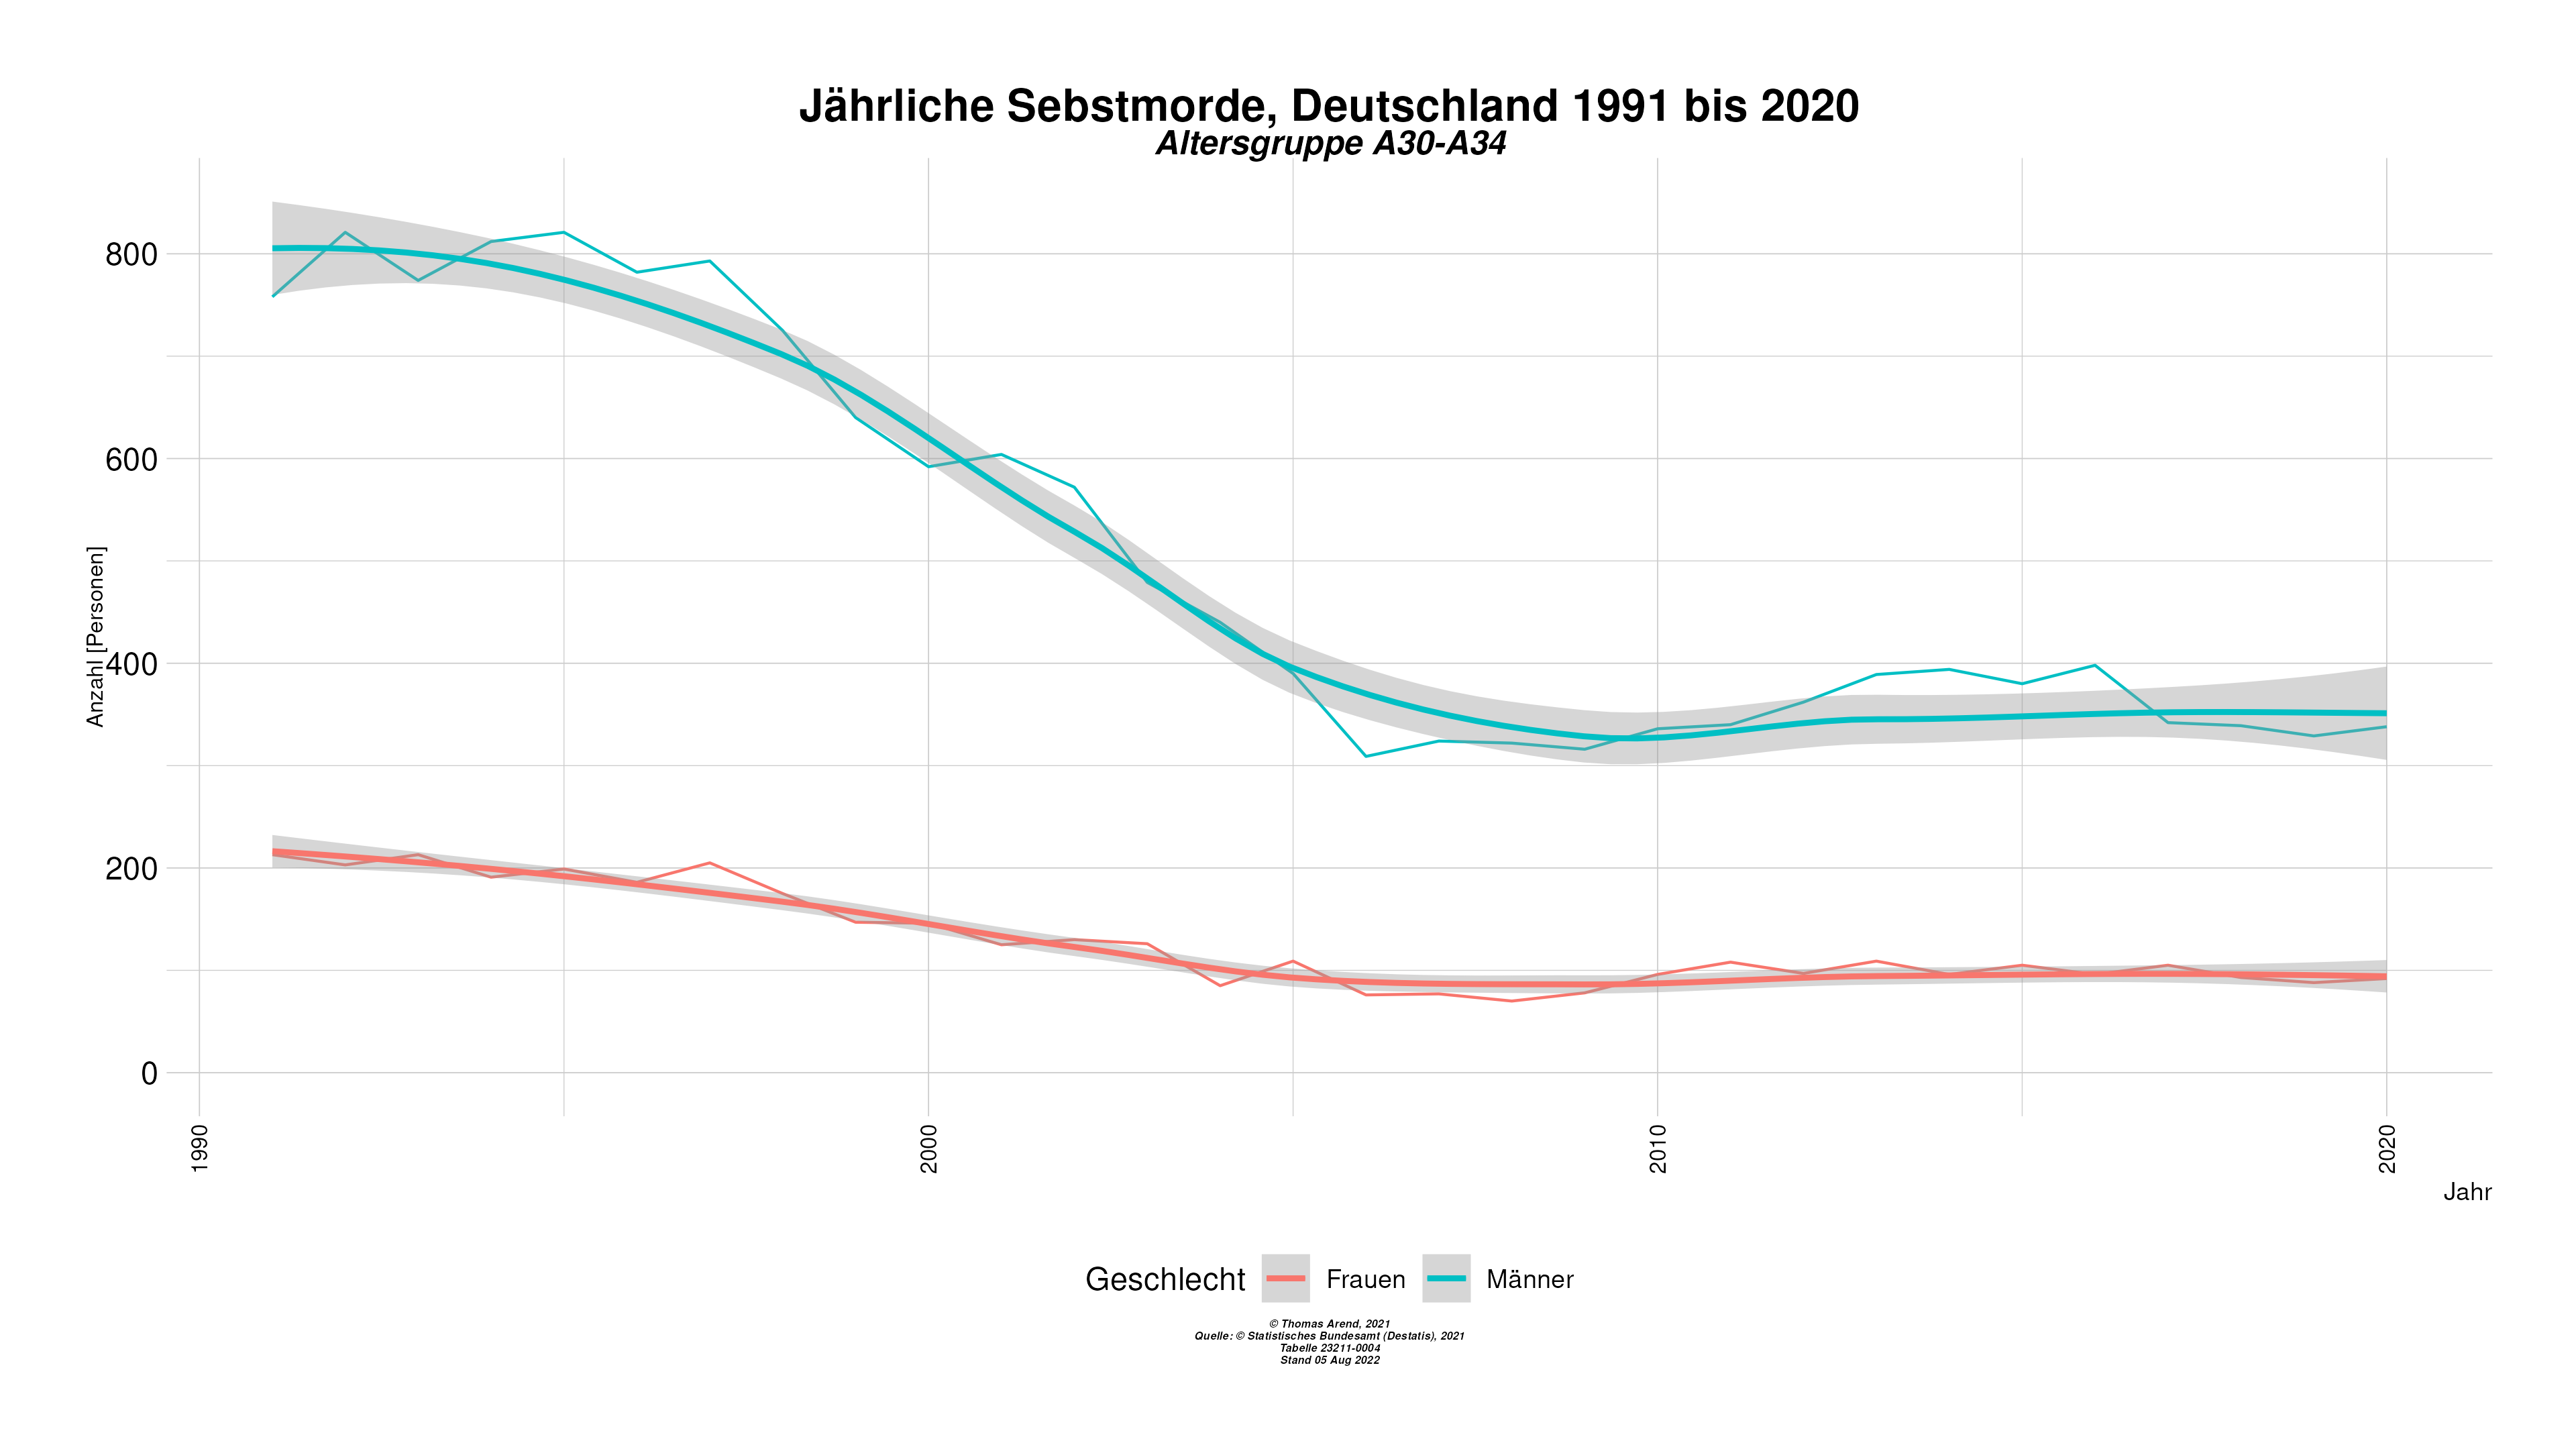 Jährliche Sebstmorde, Deutschland 1991 bis 2020
Altersgruppe A30-A34
Anzahl [Personen]
800
600
400
200
0
1990
2000
2010
2020
Jahr
Geschlecht Frauen Männer
© Thomas Arend, 2021
Quelle: © Statistisches Bundesamt (Destatis), 2021
Tabelle 23211-0004
Stand 05 Aug 2022